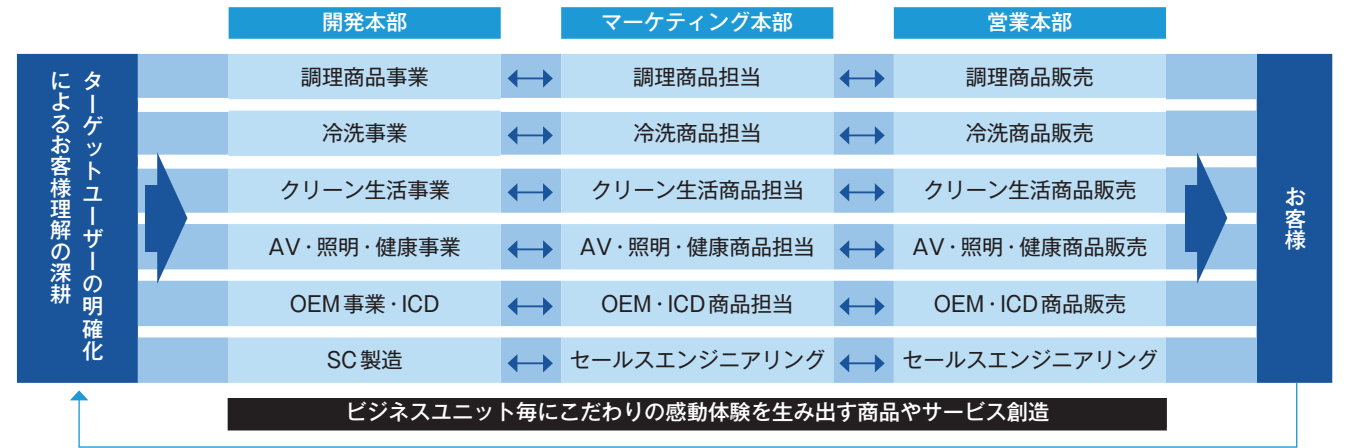 開発本部
マーケティング本部
営業本部
ターゲットユーザーの明確化
によるお客様理解の深耕
調理商品事業
調理商品担当
調理商品販売
冷洗事業
冷洗商品担当
冷洗商品販売
クリーン生活事業
クリーン生活商品担当
クリーン生活商品販売
AV・照明・健康事業
AV・照明・健康商品担当
AV・照明・健康商品販売
OEM事業・ICD
OEM・ICD商品担当
OEM・ICD商品販売
SC製造
セールスエンジニアリング
セールスエンジニアリング
お客様
ビジネスユニット毎にこだわりの感動体験を生み出す商品やサービス創造